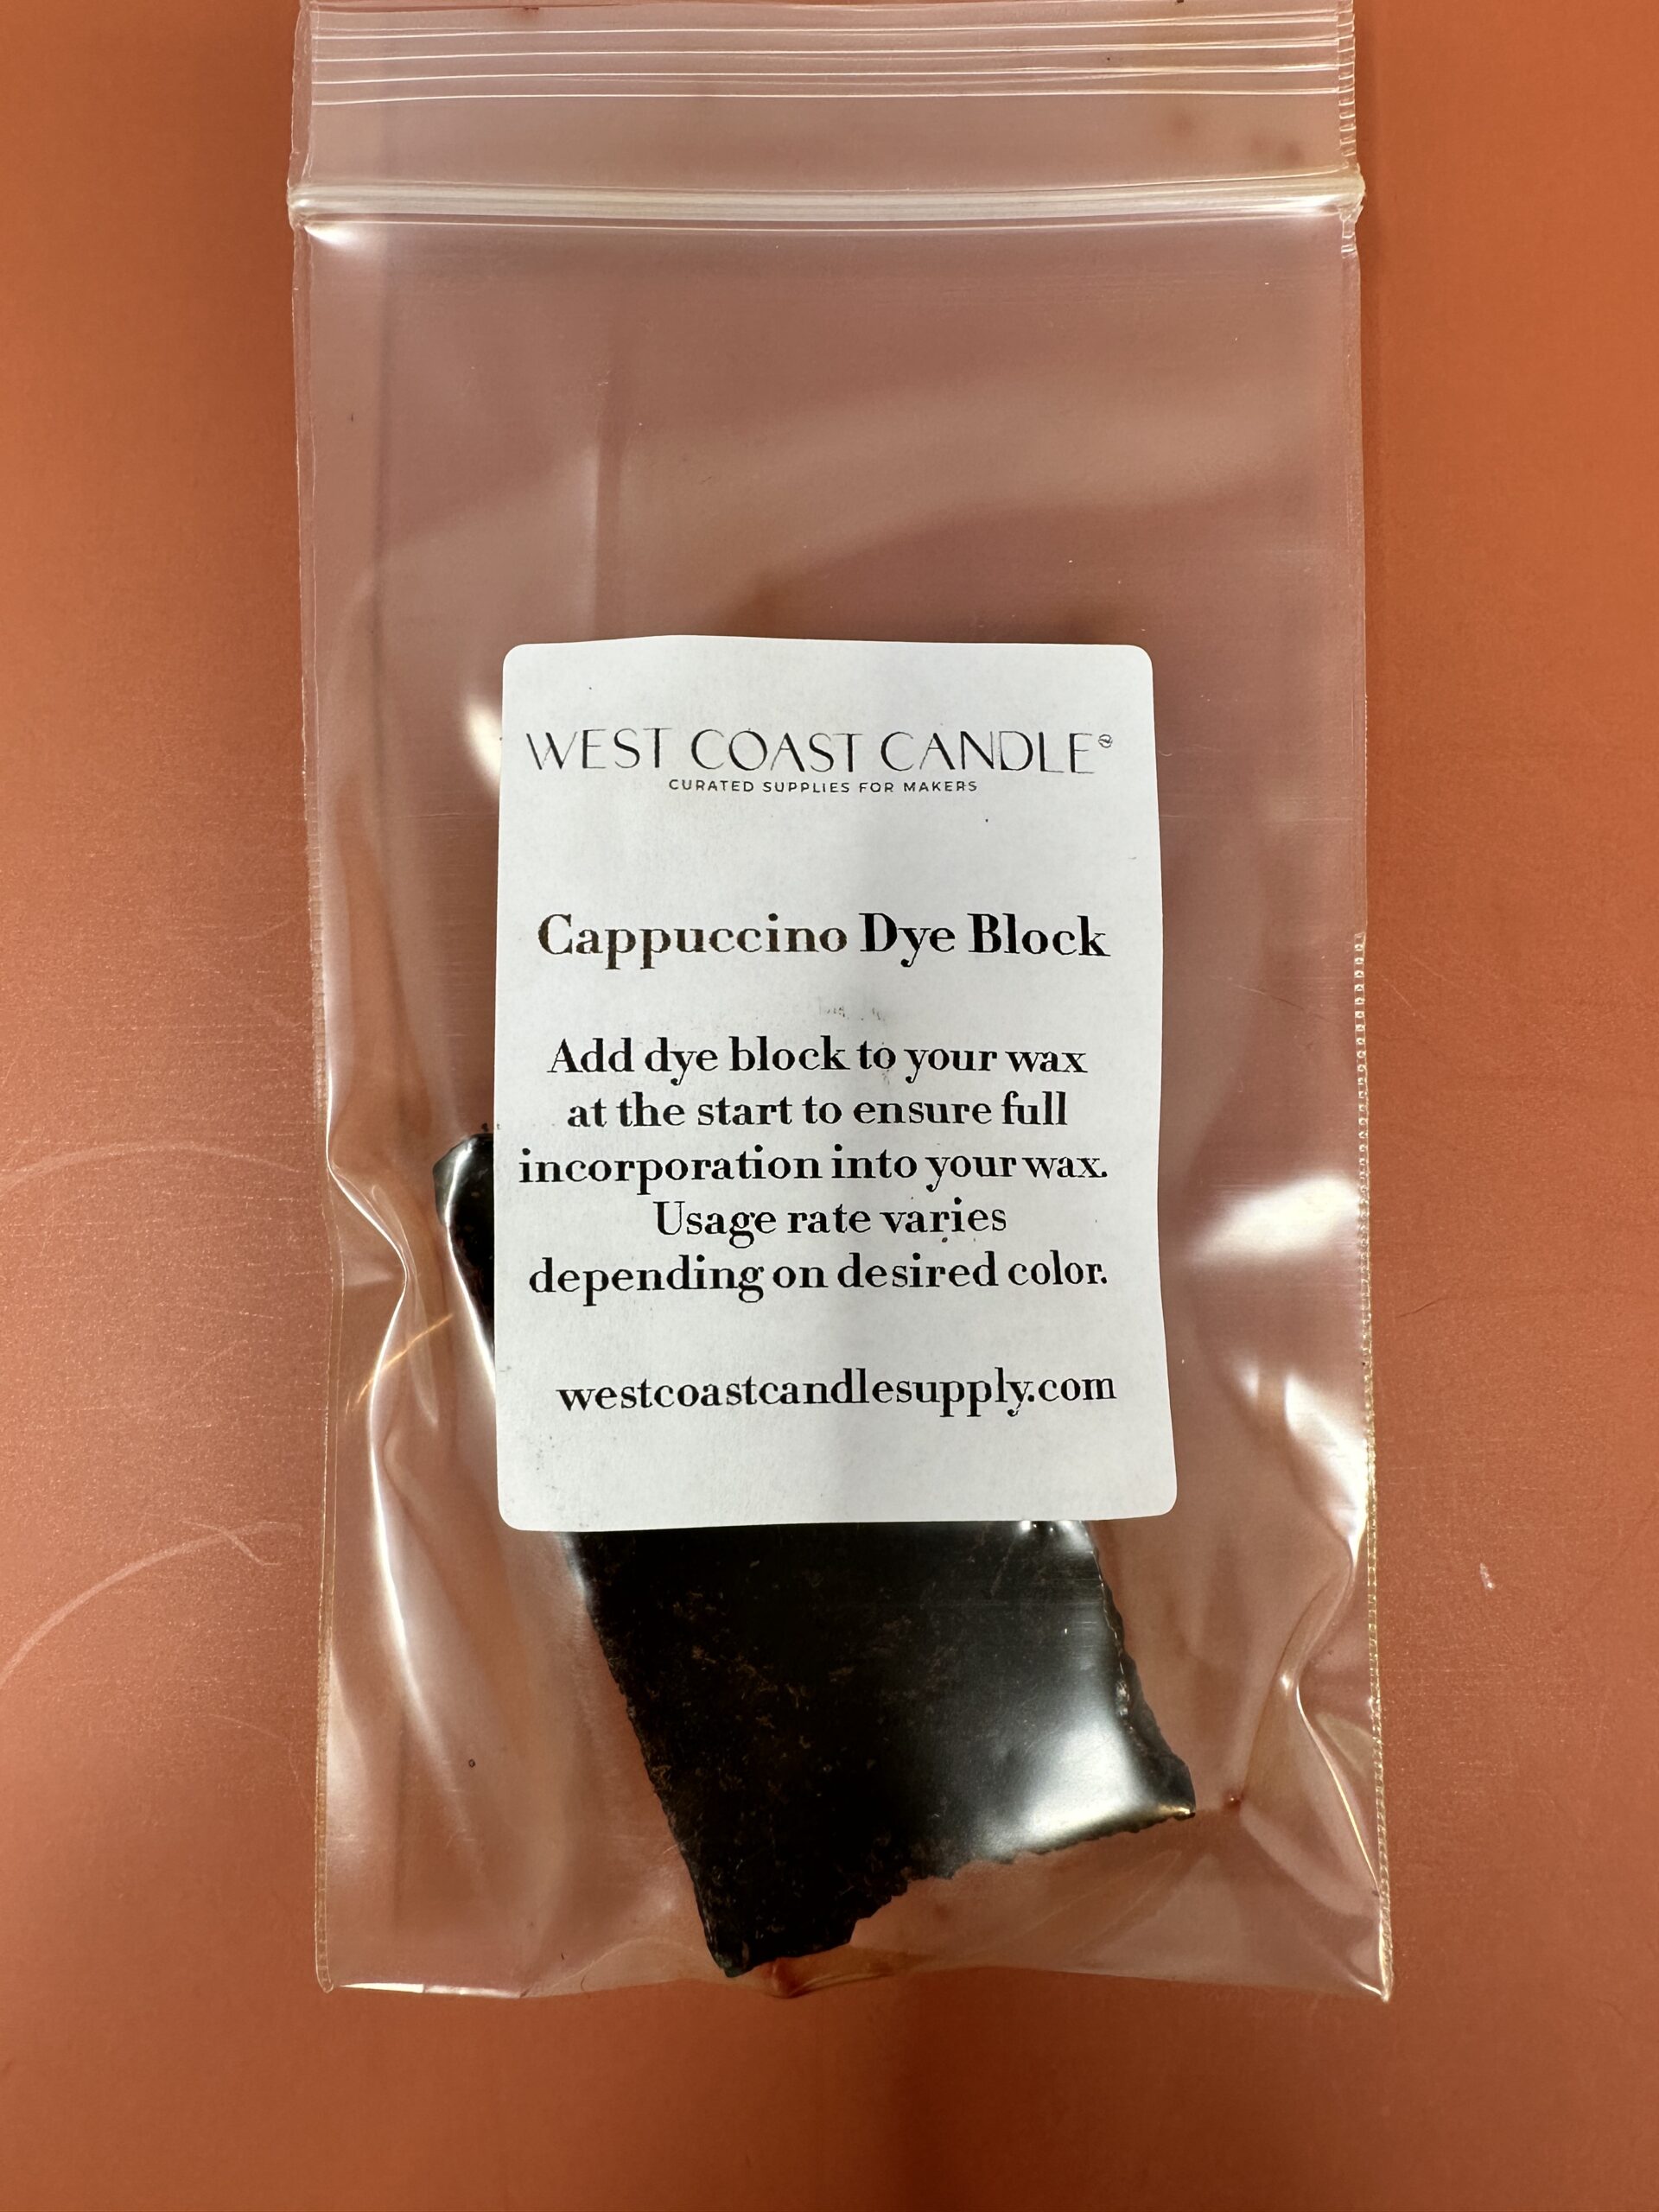 WEST COAST CANDLE®
CURATED SUPPLIES FOR MAKERS
Cappuccino Dye Block
Add dye block to your wax
at the start to ensure full
incorporation into your wax.
Usage rate varies
depending on desired color.
westcoastcandlesupply.com